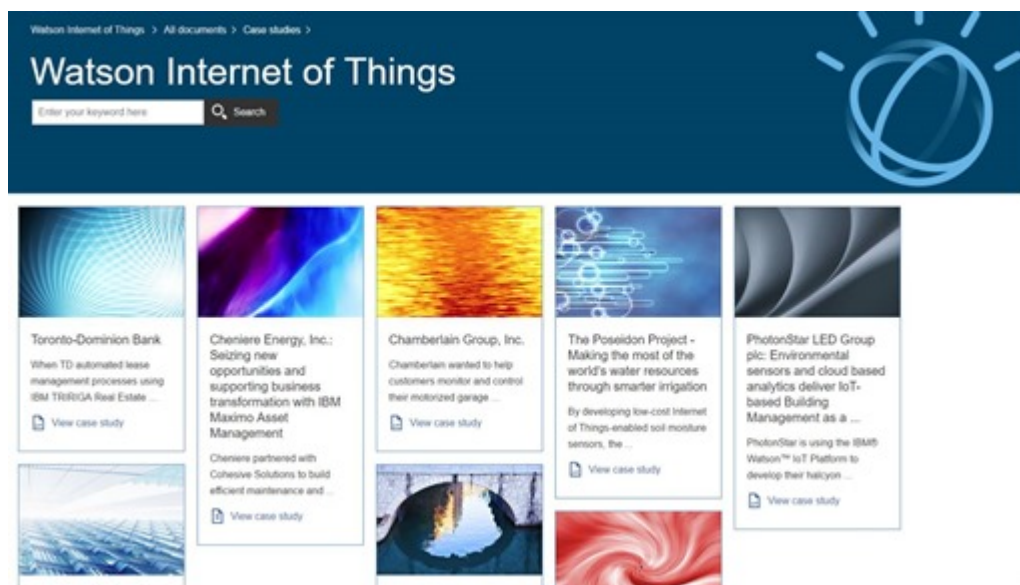 Watson Internet of Things > All documents > Case studies >
Watson Internet of Things
Enter your keyword here
Search
Toronto-Dominion Bank
When TD automated lease
management processes using
IBM TRIRIGA Real Estate ...
View case study
Cheniere Energy, Inc.:
Seizing new
opportunities and
supporting business
transformation with IBM
Maximo Asset
Management
Cheniere partnered with
Cohesive Solutions to build
efficient maintenance and ...
View case study
Chamberlain Group, Inc.
Chamberlain wanted to help
customers monitor and control
their motorized garage ...
View case study
The Poseidon Project -
Making the most of the
world's water resources
through smarter irrigation
By developing low-cost Internet
of Things-enabled soil moisture
sensors, the ...
View case study
PhotonStar LED Group
plc: Environmental
sensors and cloud based
analytics deliver IoT-
based Building
Management as a ...
PhotonStar is using the IBM®
Watson™ IoT Platform to
develop their halcyon ...
View case study